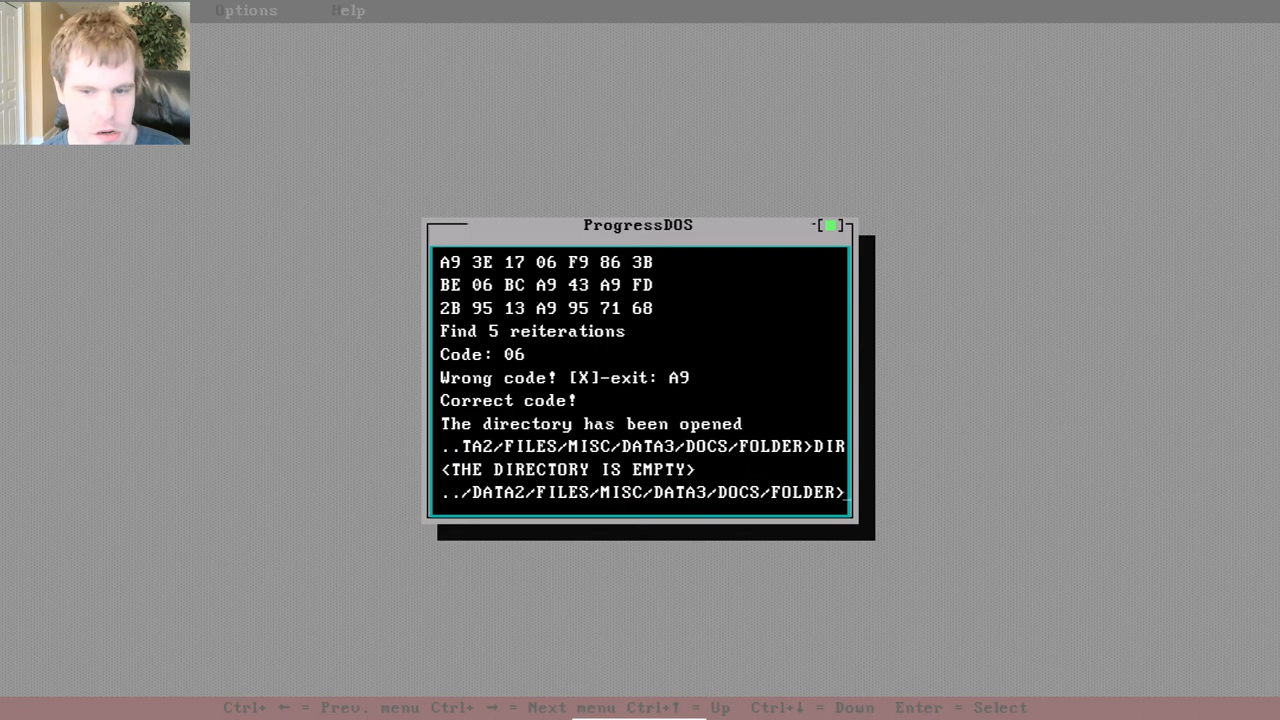 Options Help
ProgressDOS
A9 3E 17 06 F9 86 3B
BE 06 BC A9 43 A9 FD
2B 95 13 A9 95 71 68
Find 5 reiterations
Code: 06
Wrong code! [X]-exit: A9
Correct code!
The directory has been opened
..TA2/FILES/MISC/DATA3/DOCS/FOLDER>DIR
<THE DIRECTORY IS EMPTY>
../DATA2/FILES/MISC/DATA3/DOCS/FOLDER>_
Ctrl+ ← = Prev. menu Ctrl+ → = Next menu Ctrl+↑ = Up Ctrl+↓ = Down Enter = Select